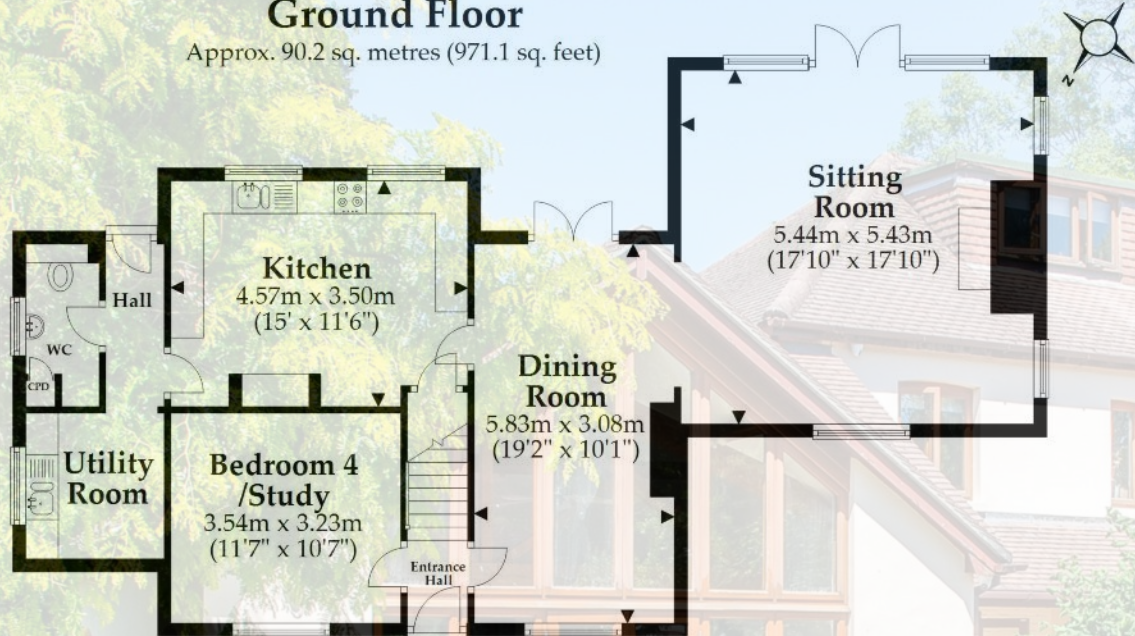 Ground Floor
Approx. 90.2 sq. metres (971.1 sq. feet)
N
Sitting
Room
5.44m x 5.43m
(17'10" x 17'10")
Kitchen
4.57m x 3.50m
(15' x 11'6")
Hall
WC
CPD
Dining
Room
5.83m x 3.08m
(19'2" x 10'1")
Utility
Room
Bedroom 4
/Study
3.54m x 3.23m
(11'7" x 10'7")
Entrance
Hall